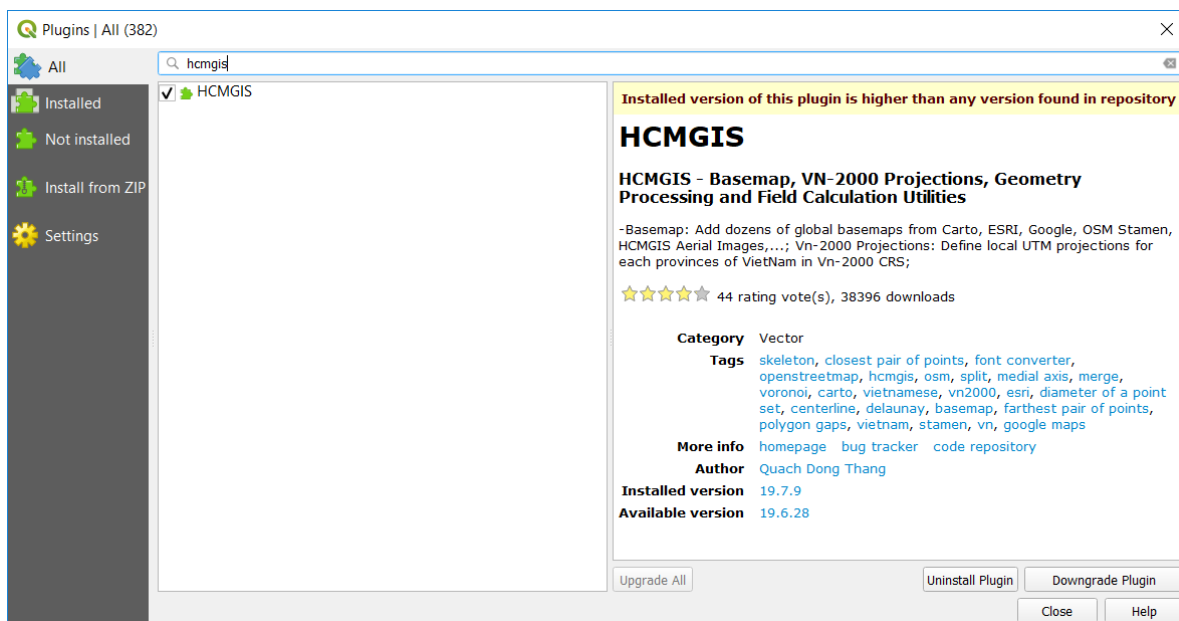 Plugins | All (382)
All
Installed
Not installed
Install from ZIP
Settings
hcmgis
HCMGIS
Installed version of this plugin is higher than any version found in repository
HCMGIS
HCMGIS - Basemap, VN-2000 Projections, Geometry
Processing and Field Calculation Utilities
-Basemap: Add dozens of global basemaps from Carto, ESRI, Google, OSM Stamen,
HCMGIS Aerial Images,...; Vn-2000 Projections: Define local UTM projections for
each provinces of VietNam in Vn-2000 CRS;
44 rating vote(s), 38396 downloads
Category Vector
Tags skeleton, closest pair of points, font converter,
openstreetmap, hcmgis, osm, split, medial axis, merge,
voronoi, carto, vietnamese, vn2000, esri, diameter of a point
set, centerline, delaunay, basemap, farthest pair of points,
polygon gaps, vietnam, stamen, vn, google maps
More info homepage bug tracker code repository
Author Quach Dong Thang
Installed version 19.7.9
Available version 19.6.28
Upgrade All Uninstall Plugin Downgrade Plugin
Close Help